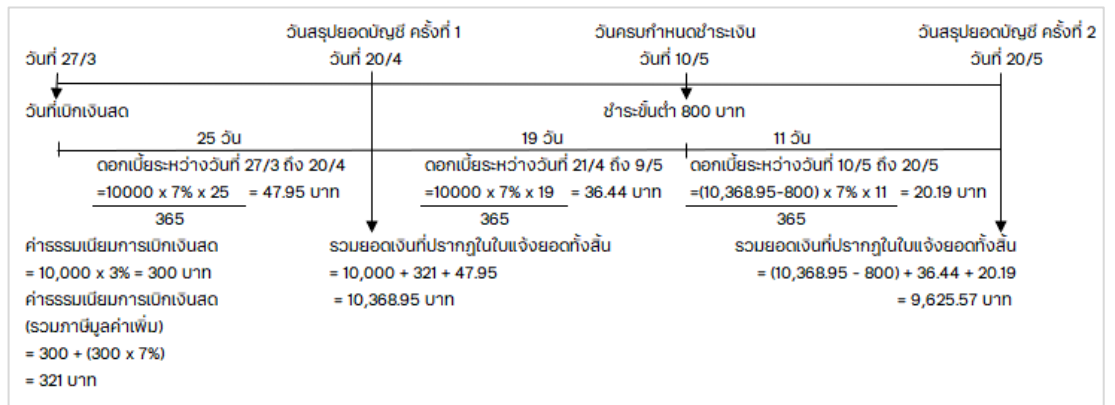 วันสรุปยอดบัญชี ครั้งที่ 1 วันครบกำหนดชำระเงิน วันสรุปยอดบัญชี ครั้งที่ 2
วันที่ 27/3 วันที่ 20/4 วันที่ 10/5 วันที่ 20/5
วันที่เบิกเงินสด ชำระขั้นต่ำ 800 บาท
25 วัน 19 วัน 11 วัน
ดอกเบี้ยระหว่างวันที่ 27/3 ถึง 20/4 ดอกเบี้ยระหว่างวันที่ 21/4 ถึง 9/5 ดอกเบี้ยระหว่างวันที่ 10/5 ถึง 20/5
=10000 x 7% x 25 = 47.95 บาท =10000 x 7% x 19 = 36.44 บาท =(10,368.95-800) x 7% x 11 = 20.19 บาท
365 365 365
ค่าธรรมเนียมการเบิกเงินสด รวมยอดเงินที่ปรากฏในใบแจ้งยอดทั้งสิ้น รวมยอดเงินที่ปรากฏในใบแจ้งยอดทั้งสิ้น
= 10,000 x 3% = 300 บาท = 10,000 + 321 + 47.95 = (10,368.95 - 800) + 36.44 + 20.19
ค่าธรรมเนียมการเบิกเงินสด = 10,368.95 บาท = 9,625.57 บาท
(รวมภาษีมูลค่าเพิ่ม)
= 300 + (300 x 7%)
= 321 บาท